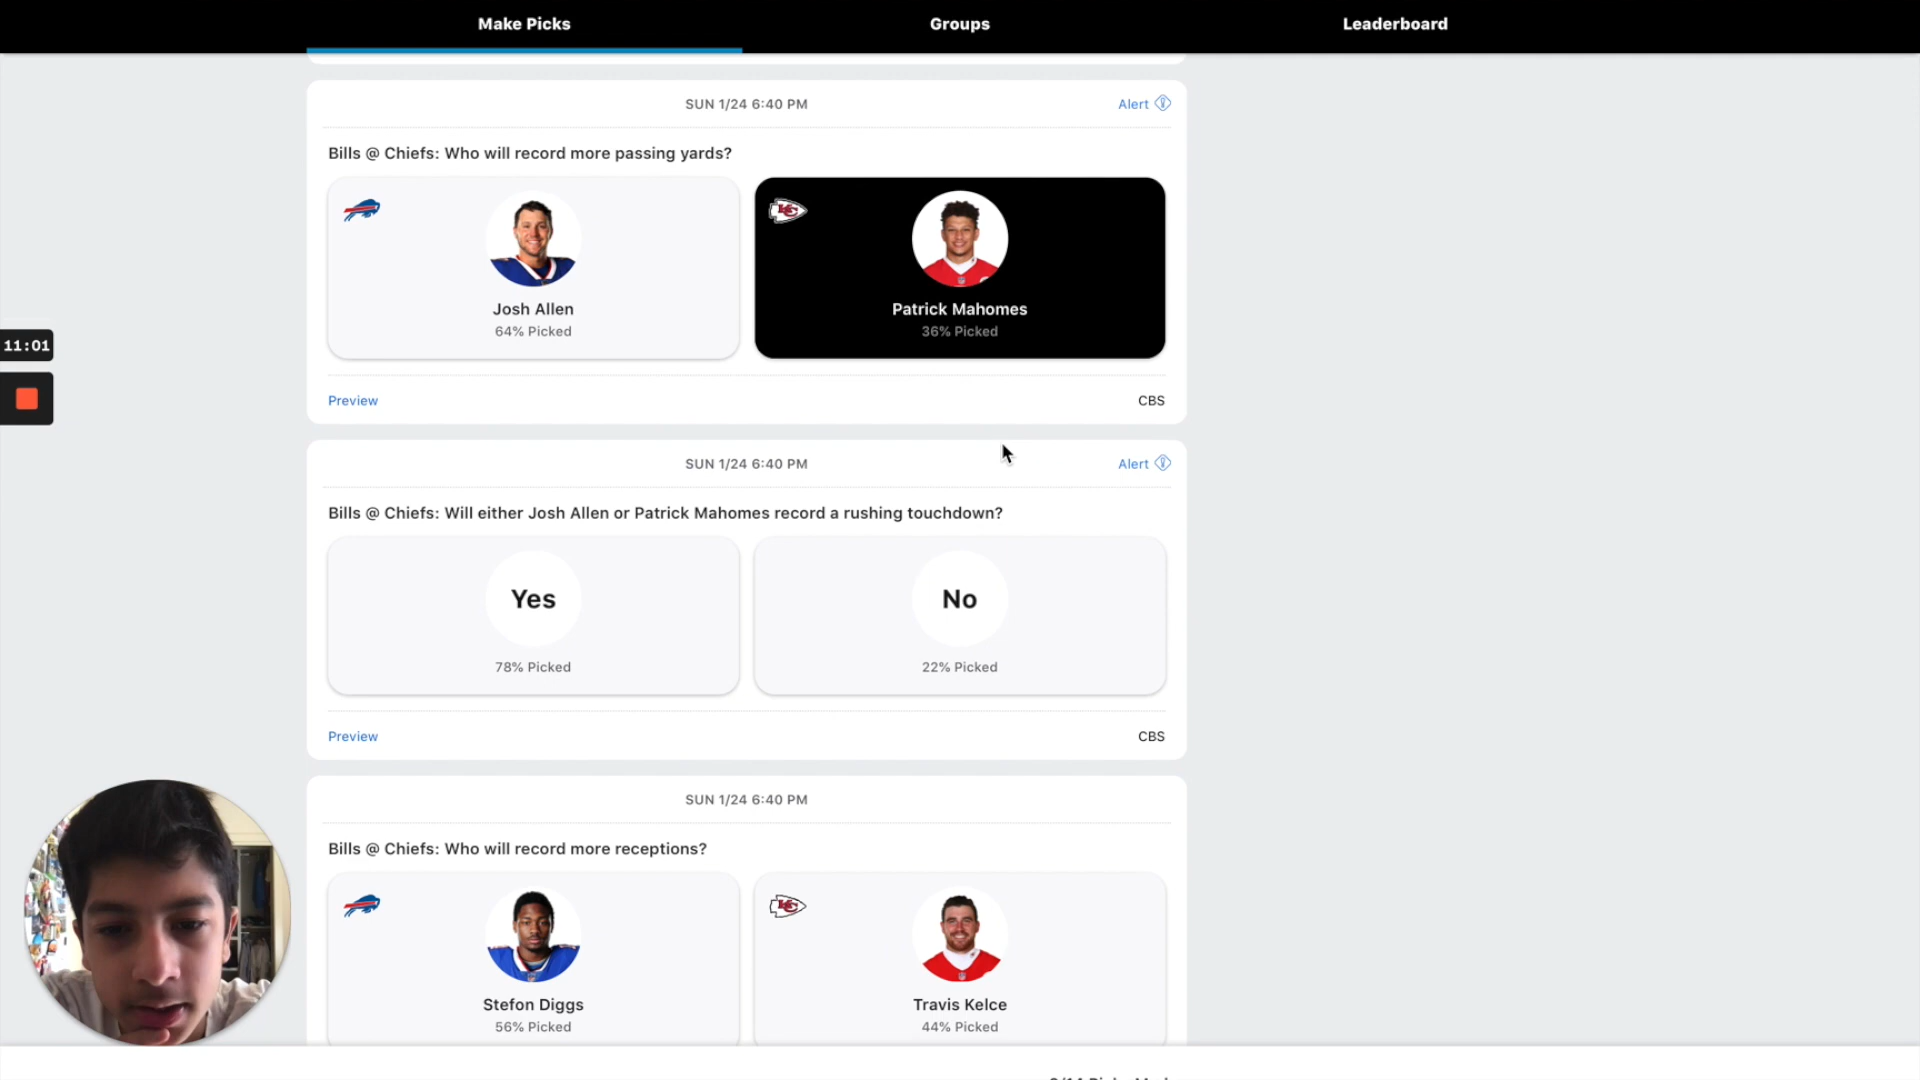 Make Picks
Groups
Leaderboard
SUN 1/24 6:40 PM
Alert
Bills @ Chiefs: Who will record more passing yards?
Josh Allen
64% Picked
KC
Patrick Mahomes
36% Picked
11:01
Preview
CBS
SUN 1/24 6:40 PM
Alert
Bills @ Chiefs: Will either Josh Allen or Patrick Mahomes record a rushing touchdown?
Yes
78% Picked
No
22% Picked
Preview
CBS
SUN 1/24 6:40 PM
Bills @ Chiefs: Who will record more receptions?
Stefon Diggs
56% Picked
KC
Travis Kelce
44% Picked